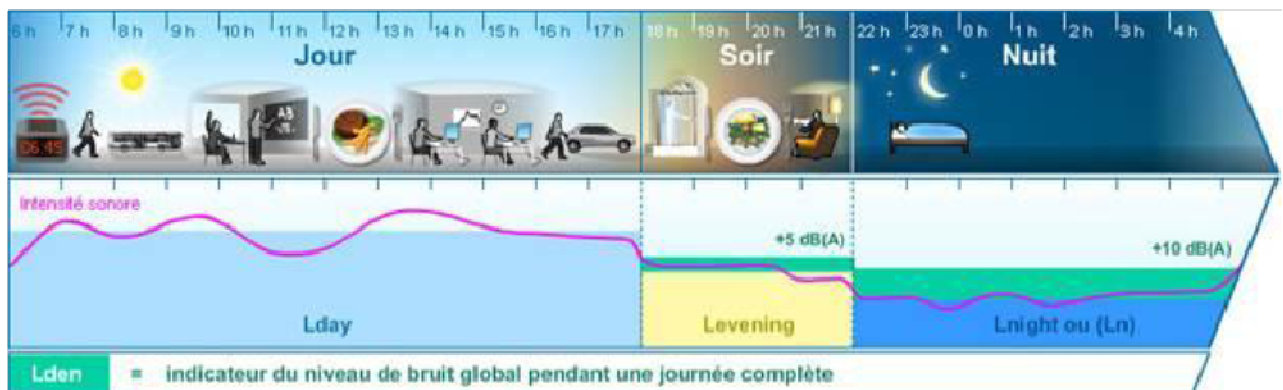 6 h 7 h 8 h 9 h 10 h 11 h 12 h 13 h 14 h 15 h 16 h 17 h 18 h 19 h 20 h 21 h 22 h 23 h 0 h 1 h 2 h 3 h 4 h
Jour Soir Nuit
06:45
Intensité sonore
+5 dB(A)
+10 dB(A)
Lday Levening Lnight ou (Ln)
Lden = indicateur du niveau de bruit global pendant une journée complète